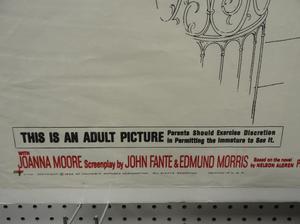 THIS IS AN ADULT PICTURE Parents Should Exercise Discretion
in Permitting the Immature to See It.
WITH
JOANNA MOORE Screenplay by JOHN FANTE & EDMUND MORRIS Based on the novel
by NELSON ALGREN